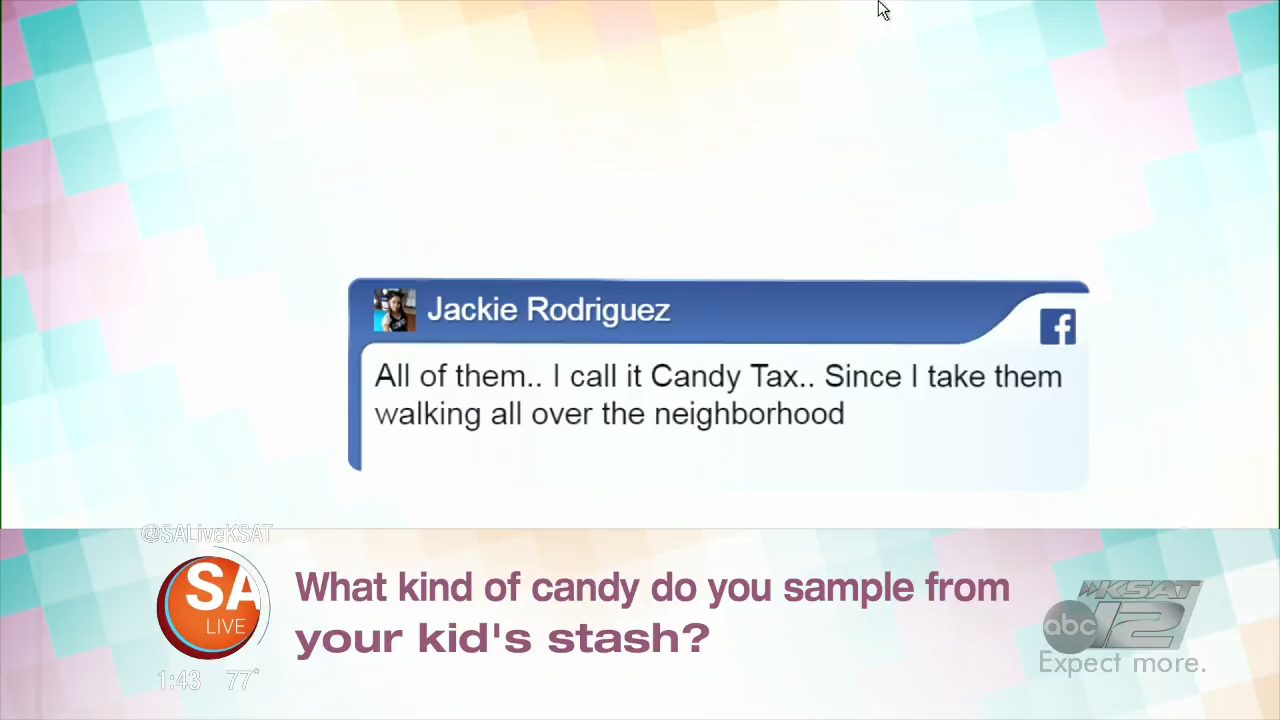 Jackie Rodriguez
f
All of them.. I call it Candy Tax.. Since I take them
walking all over the neighborhood
@SALiveKSAT
SA
LIVE
What kind of candy do you sample from
your kid's stash?
KSAT
abc 12
Expect more.
1:43 77°